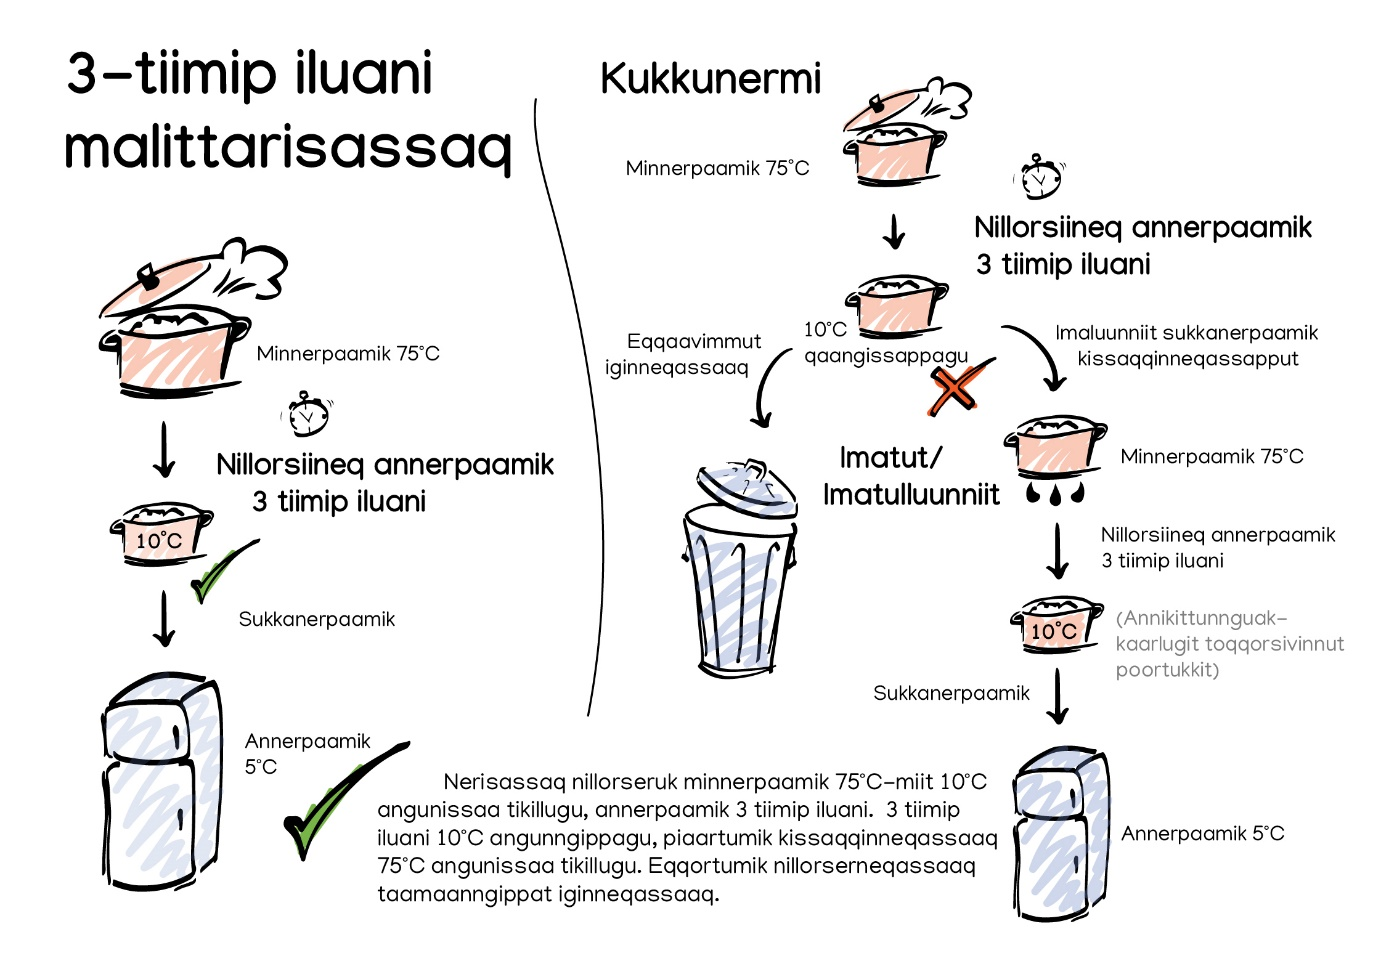 3-tiimip iluani
malittarisassaq
Minnerpaamik 75°C
Nillorsiineq annerpaamik
3 tiimip iluani
10°C
Sukkanerpaamik
Annerpaamik
5°C
Kukkunermi
Minnerpaamik 75°C
Nillorsiineq annerpaamik
3 tiimip iluani
10°C
qaangissappagu
Eqqaavimmut
iginneqassaaq
Imaluunniit sukkanerpaamik
kissaqqinneqassapput
Imatut/
Imatulluunniit
Minnerpaamik 75°C
Nillorsiineq annerpaamik
3 tiimip iluani
10°C
(Annikittunnguak-
kaarlugit toqqorsivinnut
poortukkit)
Sukkanerpaamik
Annerpaamik 5°C
Nerisassaq nillorseruk minnerpaamik 75°C-miit 10°C
angunissaa tikillugu, annerpaamik 3 tiimip iluani. 3 tiimip
iluani 10°C angunngippagu, piaartumik kissaqqinneqassaaq
75°C angunissaa tikillugu. Eqqortumik nillorserneqassaaq
taamaanngippat iginneqassaaq.